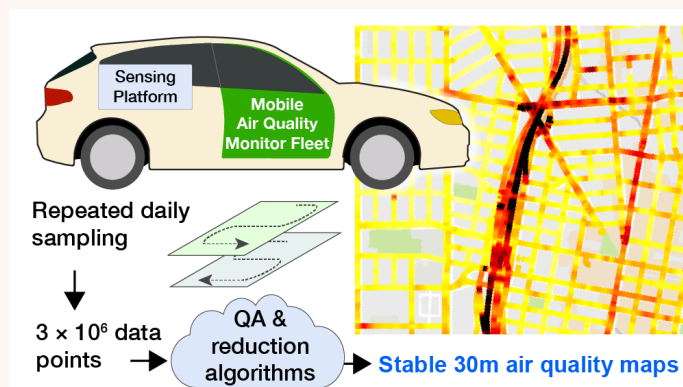 Sensing
Platform
Mobile
Air Quality
Monitor Fleet
Repeated daily
sampling
3 × 10⁶ data
points
QA &
reduction
algorithms
Stable 30m air quality maps